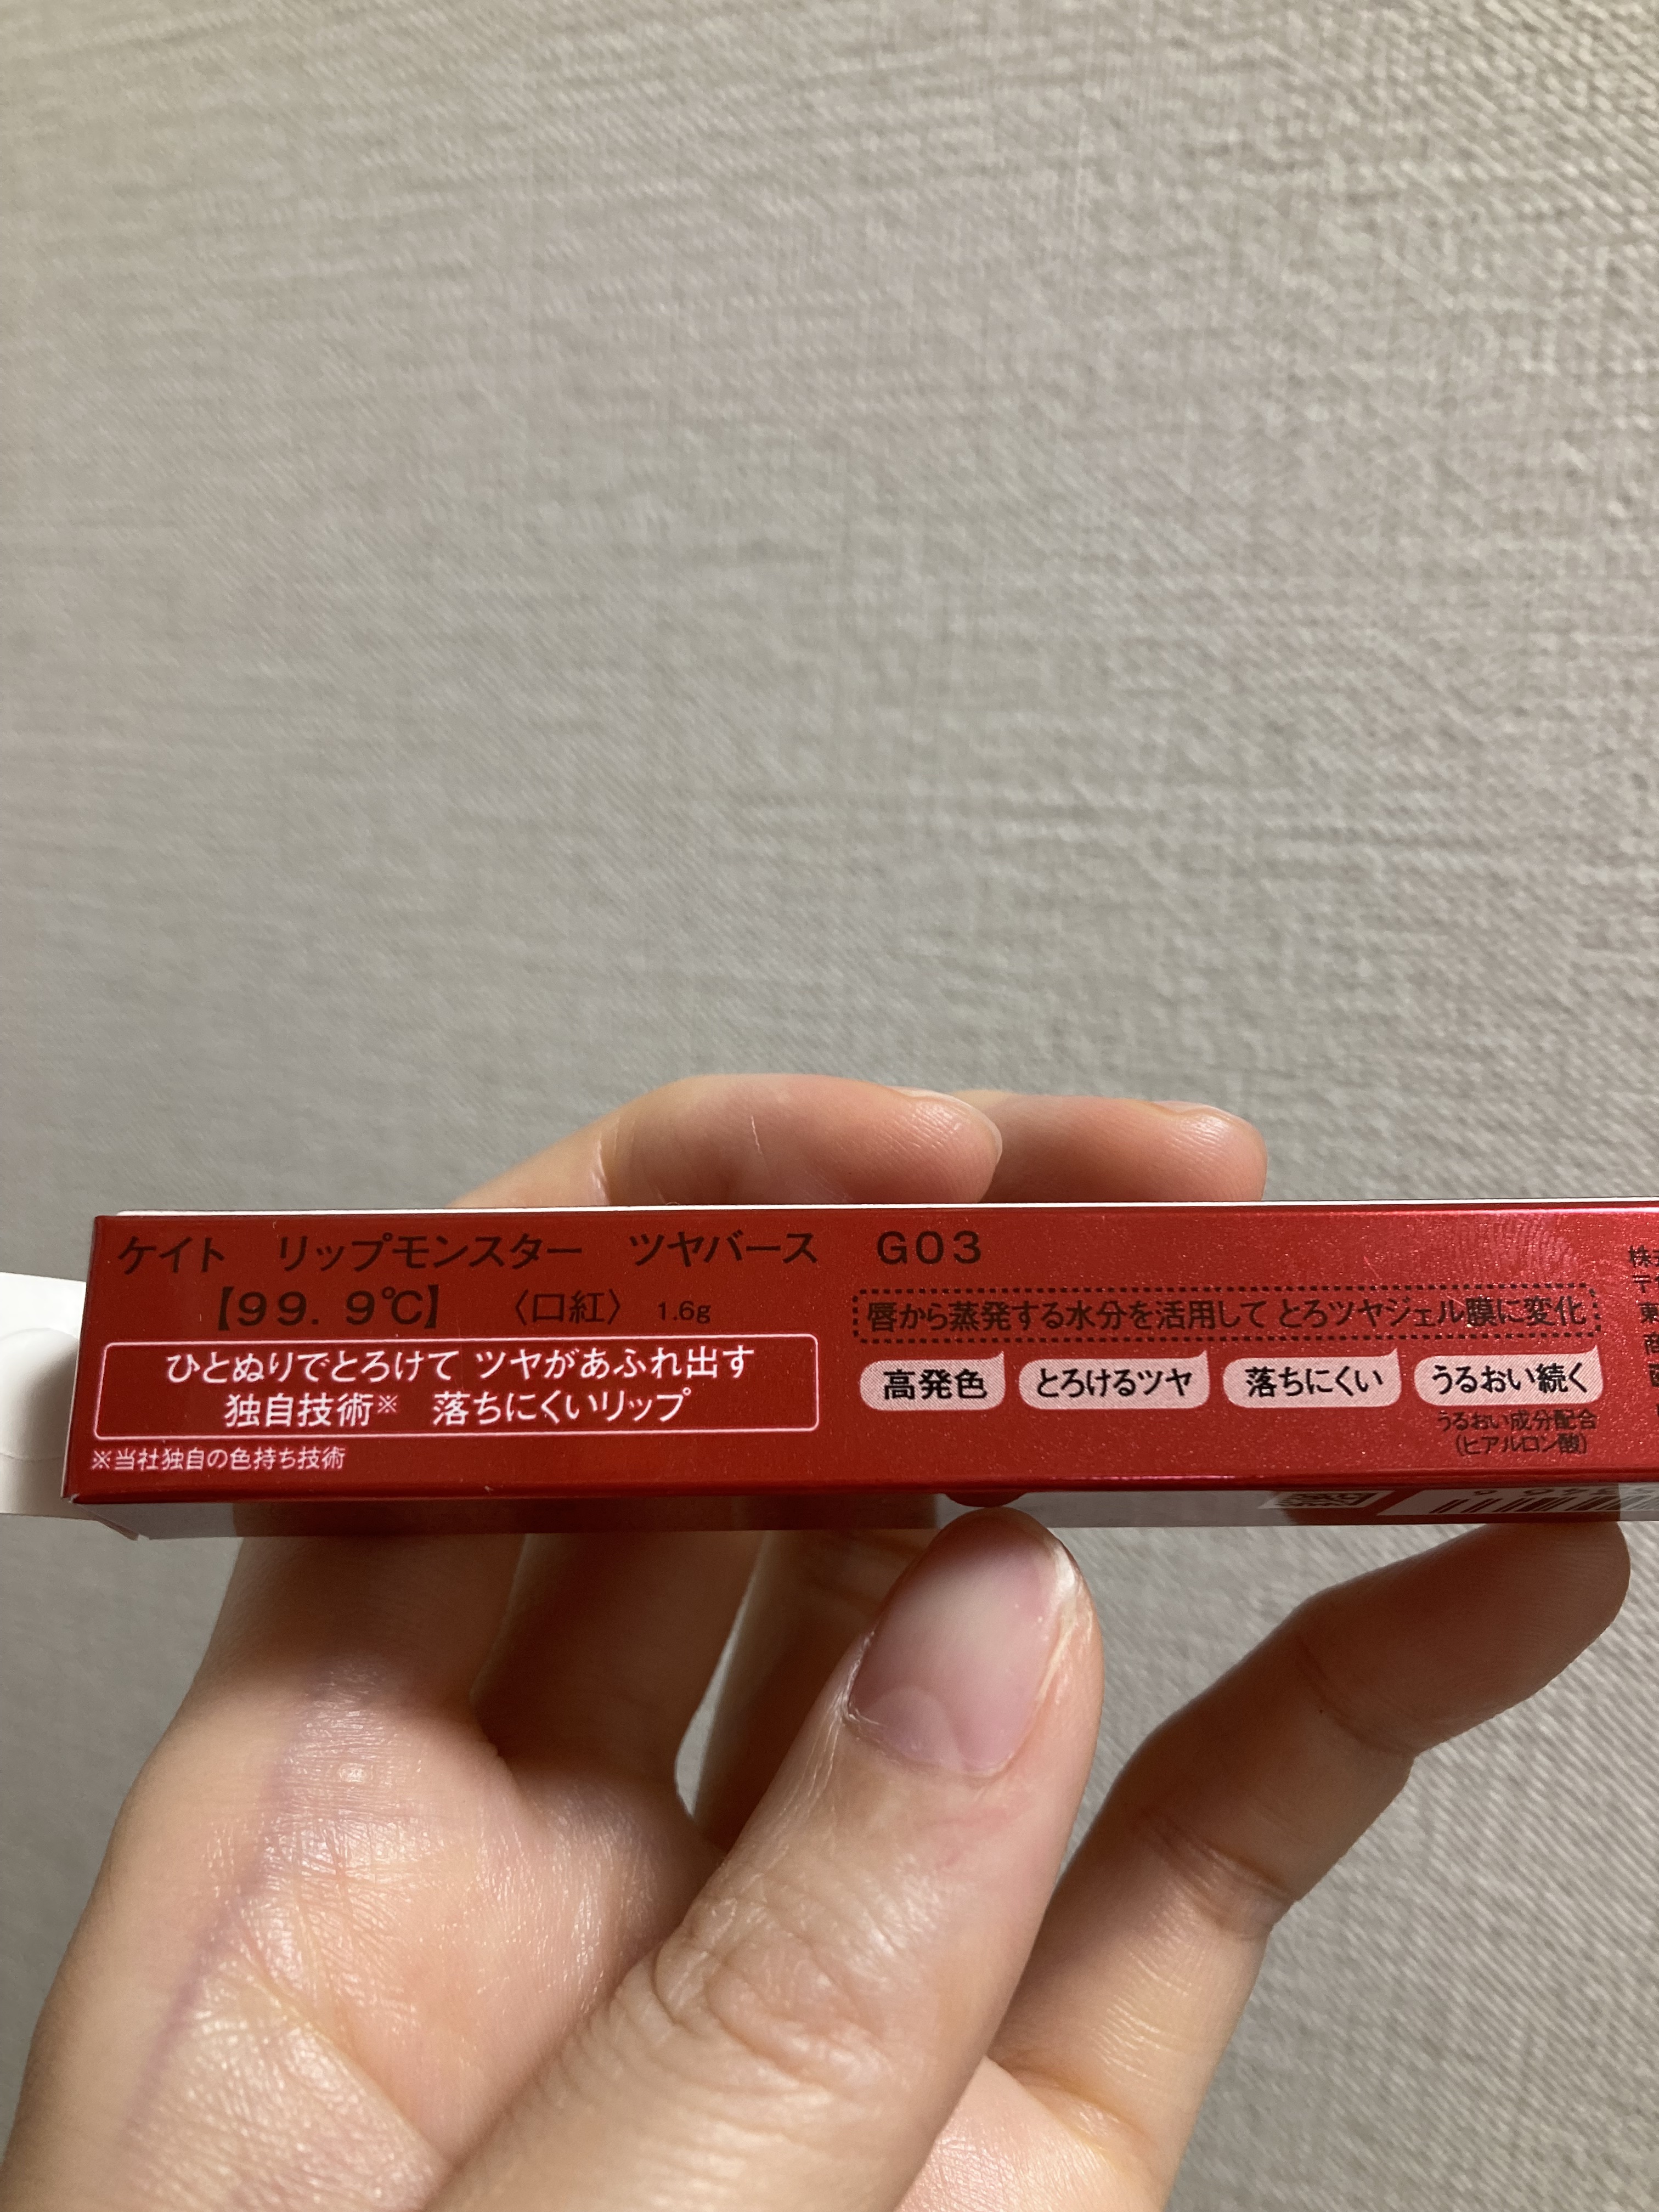 ケイト　リップモンスター　ツヤバース　G03
【99．9℃】　〈口紅〉 1.6g
ひとぬりでとろけて ツヤがあふれ出す
独自技術※　落ちにくいリップ
※当社独自の色持ち技術
唇から蒸発する水分を活用して とろツヤジェル膜に変化
高発色 とろけるツヤ 落ちにくい うるおい続く
うるおい成分配合
(ヒアルロン酸)
株
〒
東